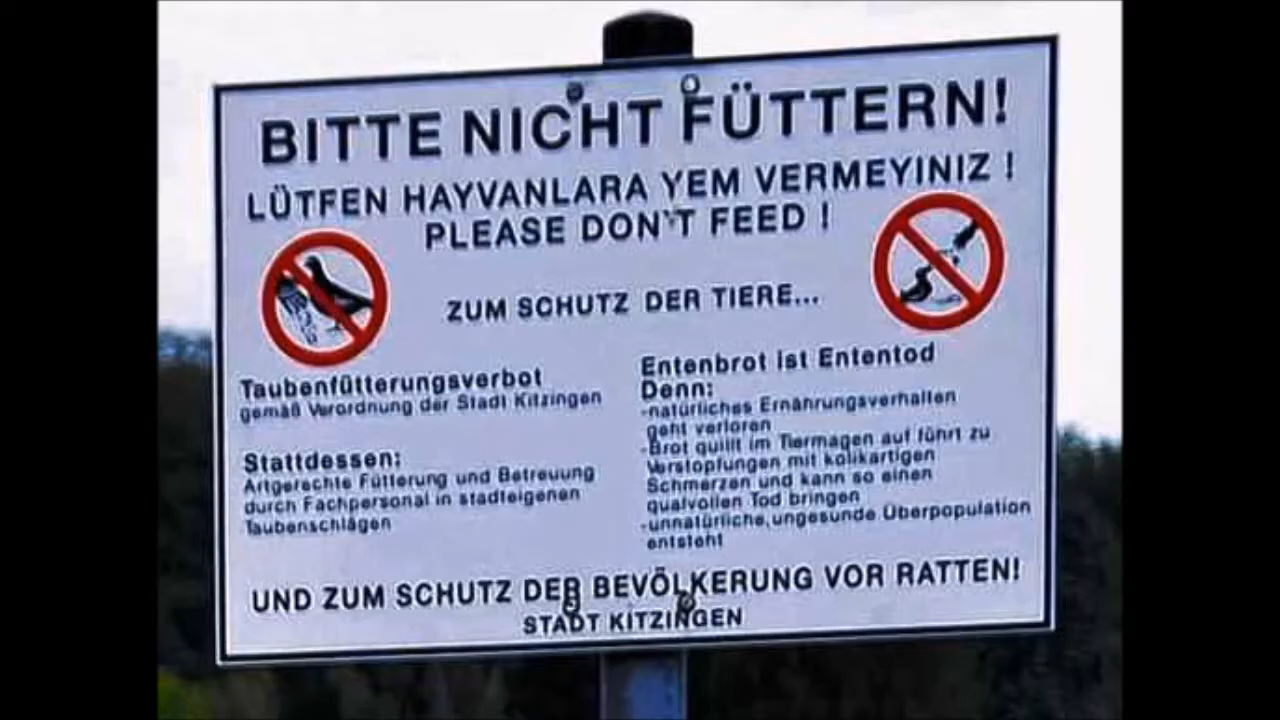 BITTE NICHT FÜTTERN!
LÜTFEN HAYVANLARA YEM VERMEYINIZ !
PLEASE DON'T FEED !
ZUM SCHUTZ DER TIERE...
Taubenfütterungsverbot
gemäß Verordnung der Stadt Kitzingen
Stattdessen:
Artgerechte Fütterung und Betreuung
durch Fachpersonal in stadteigenen
Taubenschlägen
Entenbrot ist Ententod
Denn:
-natürliches Ernährungsverhalten
geht verloren
-Brot quillt im Tiermagen auf führt zu
Verstopfungen mit kolikartigen
Schmerzen und kann so einen
qualvollen Tod bringen
-unnatürliche,ungesunde Überpopulation
entsteht
UND ZUM SCHUTZ DER BEVÖLKERUNG VOR RATTEN!
STADT KITZINGEN